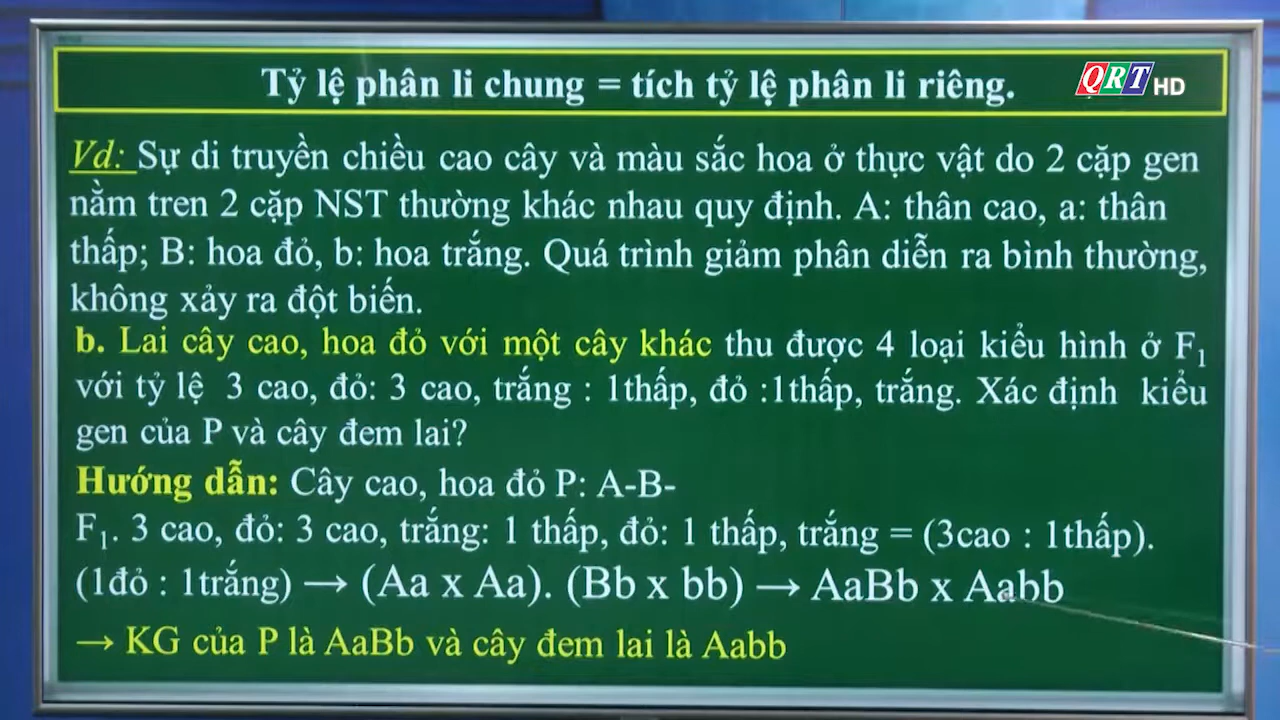 Tỷ lệ phân li chung = tích tỷ lệ phân li riêng.
QRT HD
Vd: Sự di truyền chiều cao cây và màu sắc hoa ở thực vật do 2 cặp gen
nằm tren 2 cặp NST thường khác nhau quy định. A: thân cao, a: thân
thấp; B: hoa đỏ, b: hoa trắng. Quá trình giảm phân diễn ra bình thường,
không xảy ra đột biến.
b. Lai cây cao, hoa đỏ với một cây khác thu được 4 loại kiểu hình ở F₁
với tỷ lệ 3 cao, đỏ: 3 cao, trắng : 1thấp, đỏ :1thấp, trắng. Xác định kiểu
gen của P và cây đem lai?
Hướng dẫn: Cây cao, hoa đỏ P: A-B-
F₁. 3 cao, đỏ: 3 cao, trắng: 1 thấp, đỏ: 1 thấp, trắng = (3cao : 1thấp).
(1đỏ : 1trắng) → (Aa x Aa). (Bb x bb) → AaBb x Aabb
→ KG của P là AaBb và cây đem lai là Aabb